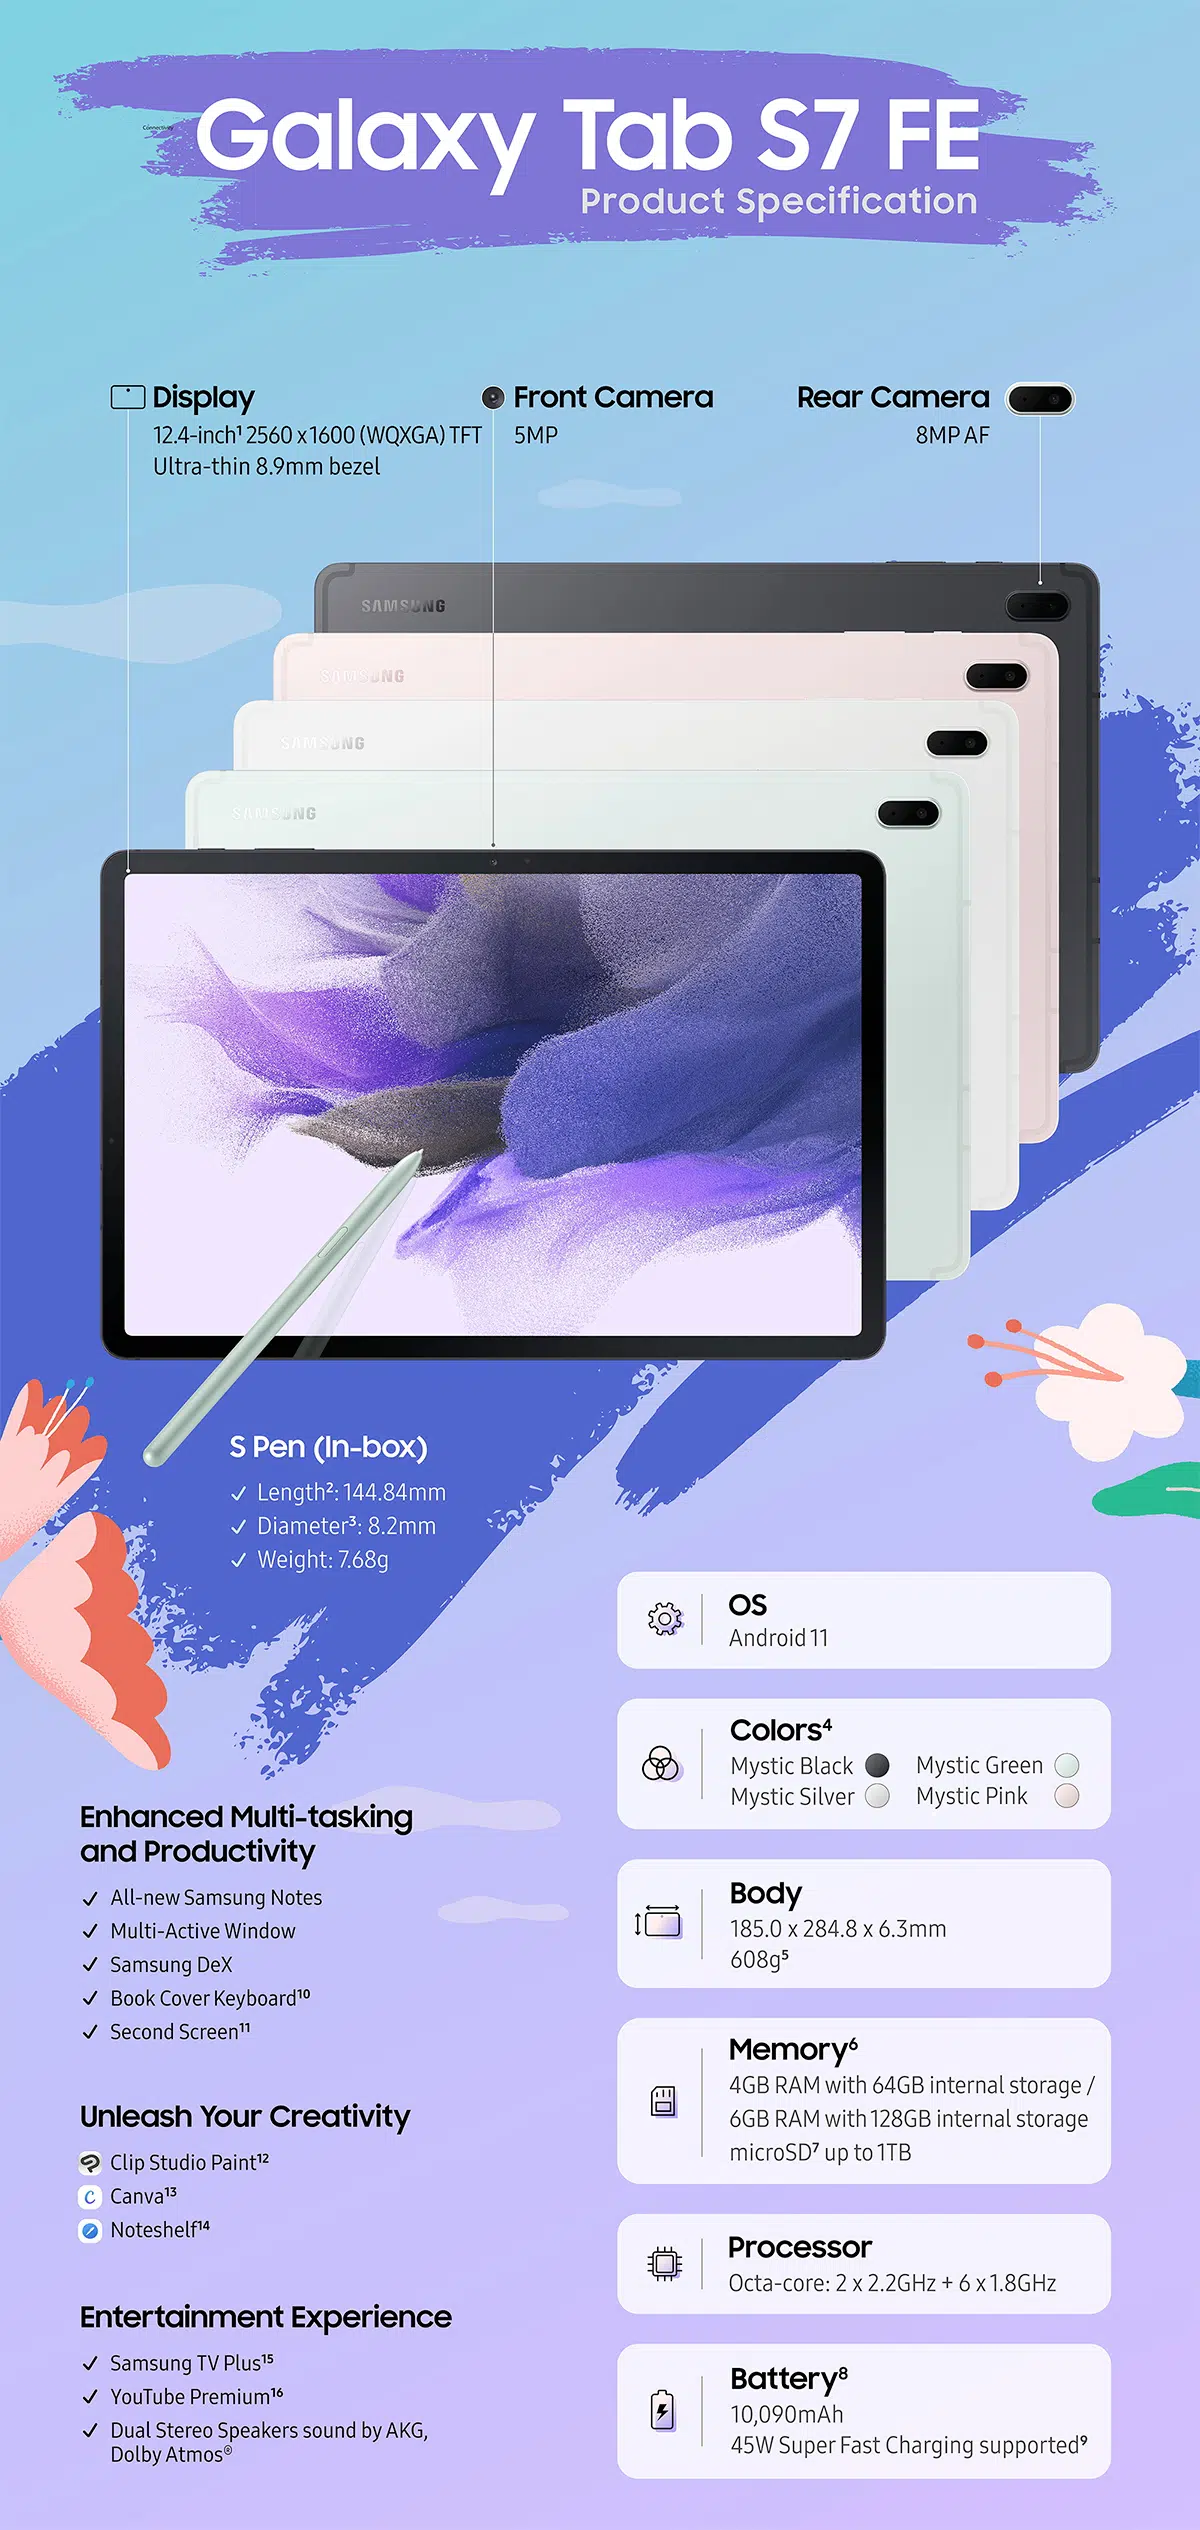 Connectivity
Galaxy Tab S7 FE
Product Specification
Display
12.4-inch¹ 2560 x 1600 (WQXGA) TFT
Ultra-thin 8.9mm bezel
Front Camera
5MP
Rear Camera
8MP AF
SAMSUNG
SAMSUNG
SAMSUNG
SAMSUNG
S Pen (In-box)
✓ Length²: 144.84mm
✓ Diameter³: 8.2mm
✓ Weight: 7.68g
OS
Android 11
Colors⁴
Mystic Black
Mystic Green
Mystic Silver
Mystic Pink
Body
185.0 x 284.8 x 6.3mm
608g⁵
Memory⁶
4GB RAM with 64GB internal storage /
6GB RAM with 128GB internal storage
microSD⁷ up to 1TB
Processor
Octa-core: 2 x 2.2GHz + 6 x 1.8GHz
Battery⁸
10,090mAh
45W Super Fast Charging supported⁹
Enhanced Multi-tasking
and Productivity
✓ All-new Samsung Notes
✓ Multi-Active Window
✓ Samsung DeX
✓ Book Cover Keyboard¹⁰
✓ Second Screen¹¹
Unleash Your Creativity
Clip Studio Paint¹²
Canva¹³
Noteshelf¹⁴
Entertainment Experience
✓ Samsung TV Plus¹⁵
✓ YouTube Premium¹⁶
✓ Dual Stereo Speakers sound by AKG,
Dolby Atmos®